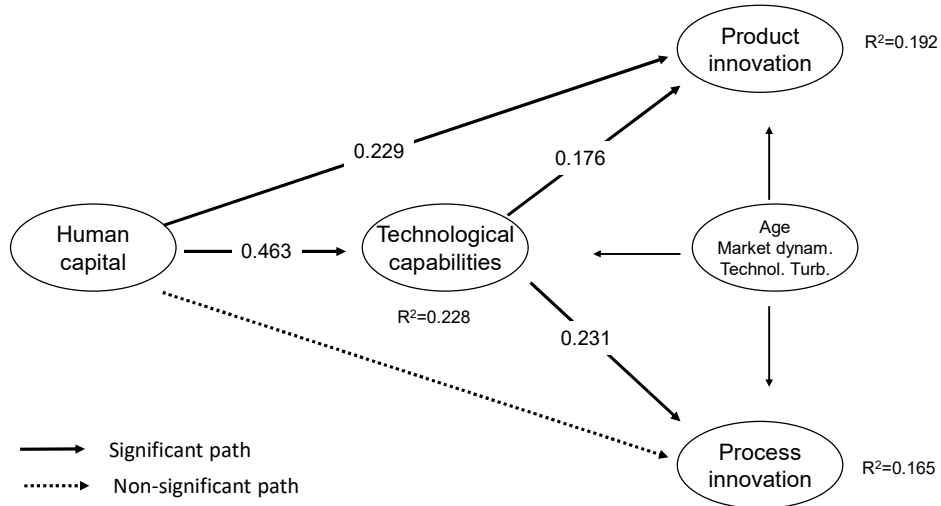 Product
innovation
R²=0.192
0.229
0.176
Human
capital
0.463
Technological
capabilities
Age
Market dynam.
Technol. Turb.
R²=0.228
0.231
Significant path
Non-significant path
Process
innovation
R²=0.165